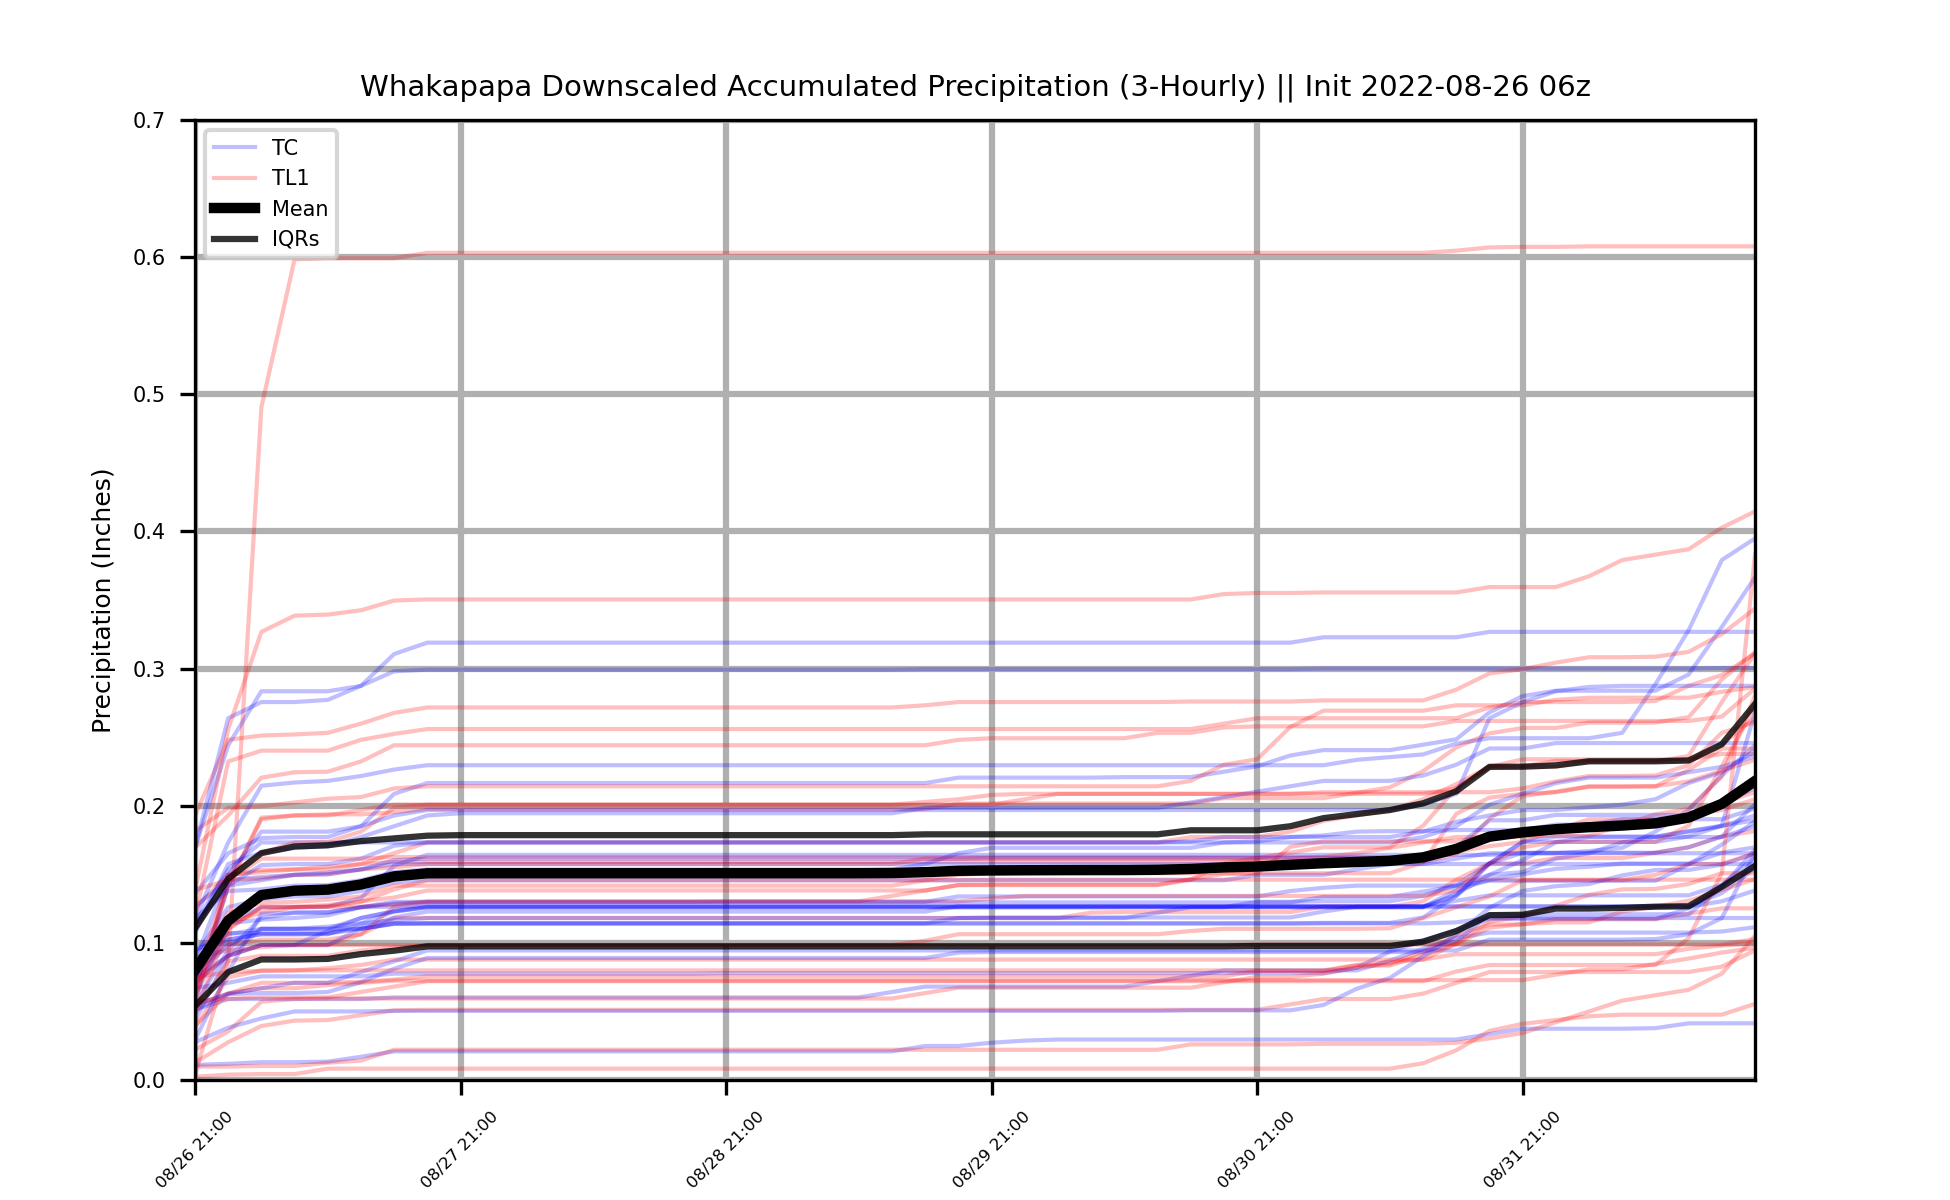 Whakapapa Downscaled Accumulated Precipitation (3-Hourly) || Init 2022-08-26 06z
TC
TL1
Mean
IQRs
Precipitation (Inches)
0.7
0.6
0.5
0.4
0.3
0.2
0.1
0.0
08/26 21:00
08/27 21:00
08/28 21:00
08/29 21:00
08/30 21:00
08/31 21:00